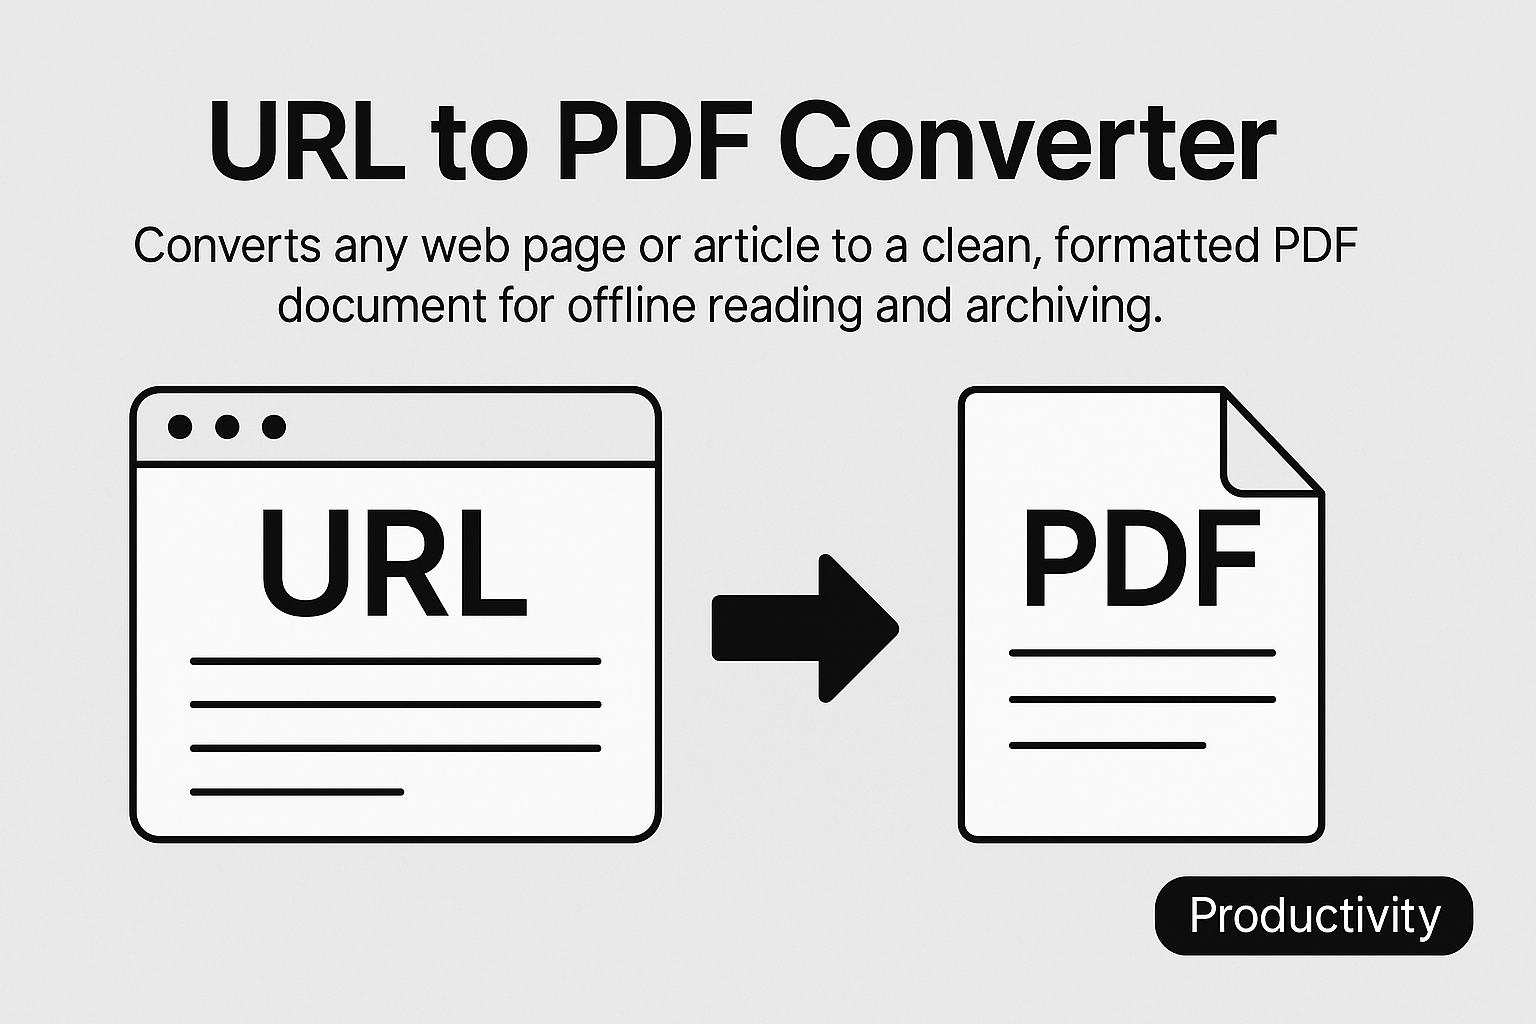 URL to PDF Converter
Converts any web page or article to a clean, formatted PDF
document for offline reading and archiving.
URL
PDF
Productivity